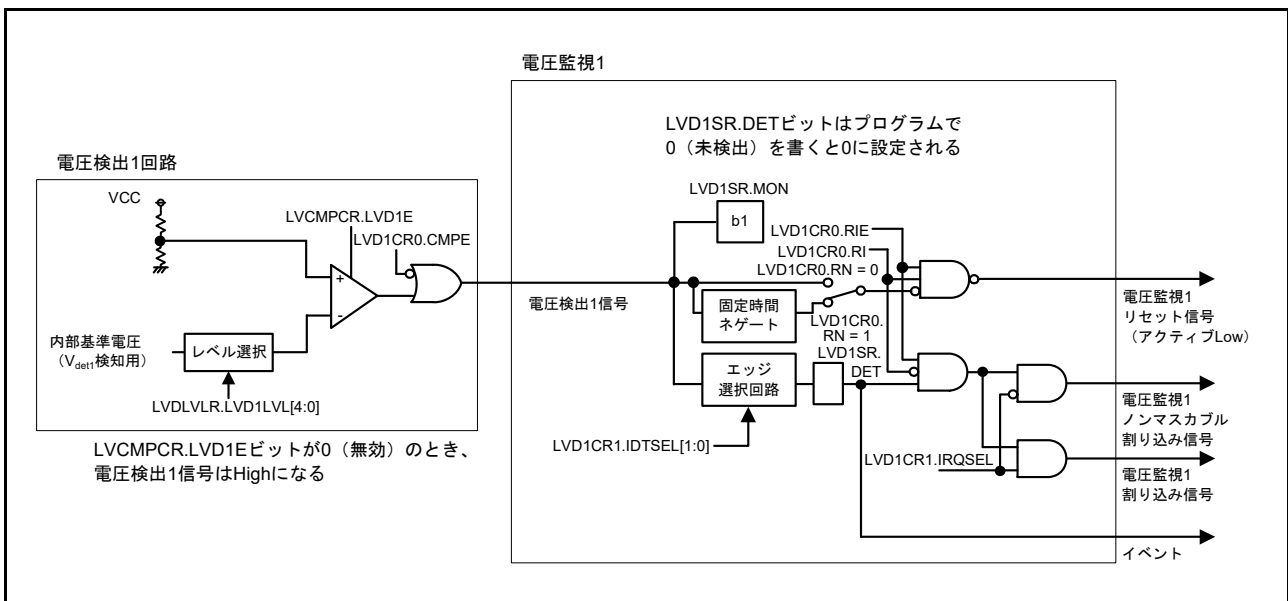 電圧監視1
LVD1SR.DETビットはプログラムで
0（未検出）を書くと0に設定される
電圧検出1回路
VCC
LVCMPCR.LVD1E
LVD1CR0.CMPE
+
-
内部基準電圧
（Vdet1検知用）
レベル選択
LVDLVLR.LVD1LVL[4:0]
LVCMPCR.LVD1Eビットが0（無効）のとき、
電圧検出1信号はHighになる
電圧検出1信号
LVD1SR.MON
b1
LVD1CR0.RIE
LVD1CR0.RI
LVD1CR0.RN = 0
固定時間
ネゲート
LVD1CR0.
RN = 1
LVD1SR.
DET
エッジ
選択回路
LVD1CR1.IDTSEL[1:0]
LVD1CR1.IRQSEL
電圧監視1
リセット信号
（アクティブLow）
電圧監視1
ノンマスカブル
割り込み信号
電圧監視1
割り込み信号
イベント